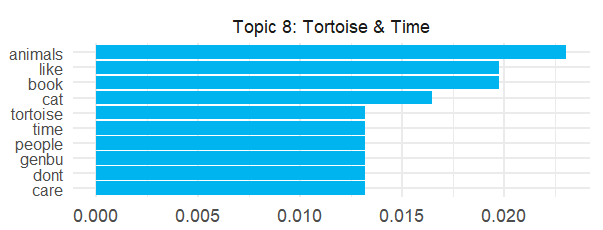 Topic 8: Tortoise & Time
animals
like
book
cat
tortoise
time
people
genbu
dont
care
0.000 0.005 0.010 0.015 0.020